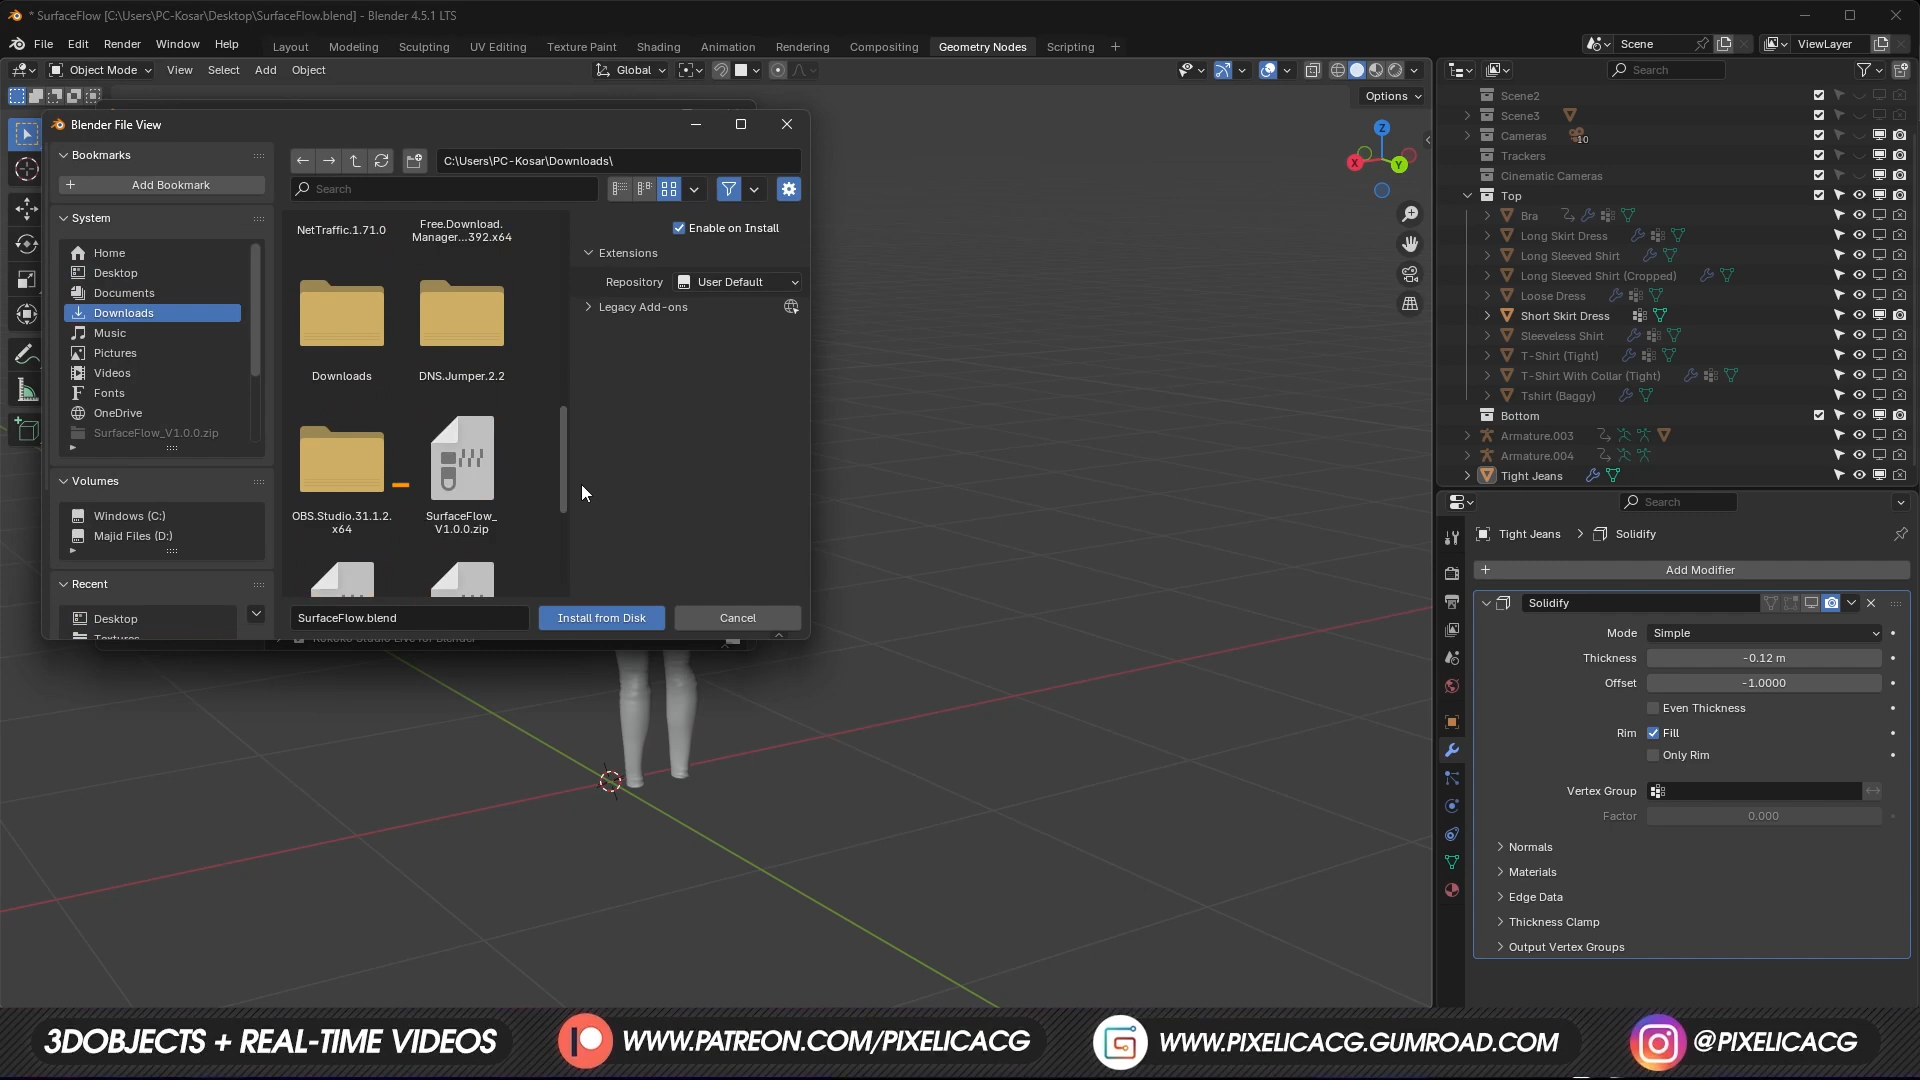 * SurfaceFlow [C:\Users\PC-Kosar\Desktop\SurfaceFlow.blend] - Blender 4.5.1 LTS
File Edit Render Window Help
Layout Modeling Sculpting UV Editing Texture Paint Shading Animation Rendering Compositing Geometry Nodes Scripting +
Scene
ViewLayer
Object Mode View Select Add Object
Global
Options
Search
Blender File View
Bookmarks
Add Bookmark
System
Home
Desktop
Documents
Downloads
Music
Pictures
Videos
Fonts
OneDrive
SurfaceFlow_V1.0.0.zip
Volumes
Windows (C:)
Majid Files (D:)
Recent
Desktop
C:\Users\PC-Kosar\Downloads\
Search
NetTraffic.1.71.0
Free.Download.
Manager...392.x64
Downloads
DNS.Jumper.2.2
OBS.Studio.31.1.2.
x64
SurfaceFlow_
V1.0.0.zip
Enable on Install
Extensions
Repository User Default
Legacy Add-ons
SurfaceFlow.blend
Install from Disk
Cancel
X
Y
Z
Scene2
Scene3
Cameras 10
Trackers
Cinematic Cameras
Top
Bra
Long Skirt Dress
Long Sleeved Shirt
Long Sleeved Shirt (Cropped)
Loose Dress
Short Skirt Dress
Sleeveless Shirt
T-Shirt (Tight)
T-Shirt With Collar (Tight)
Tshirt (Baggy)
Bottom
Armature.003
Armature.004
Tight Jeans
Search
Tight Jeans > Solidify
Add Modifier
Solidify
Mode Simple
Thickness -0.12 m
Offset -1.0000
Even Thickness
Rim Fill
Only Rim
Vertex Group
Factor 0.000
Normals
Materials
Edge Data
Thickness Clamp
Output Vertex Groups
3DOBJECTS + REAL-TIME VIDEOS
WWW.PATREON.COM/PIXELICACG
WWW.PIXELICACG.GUMROAD.COM
@PIXELICACG